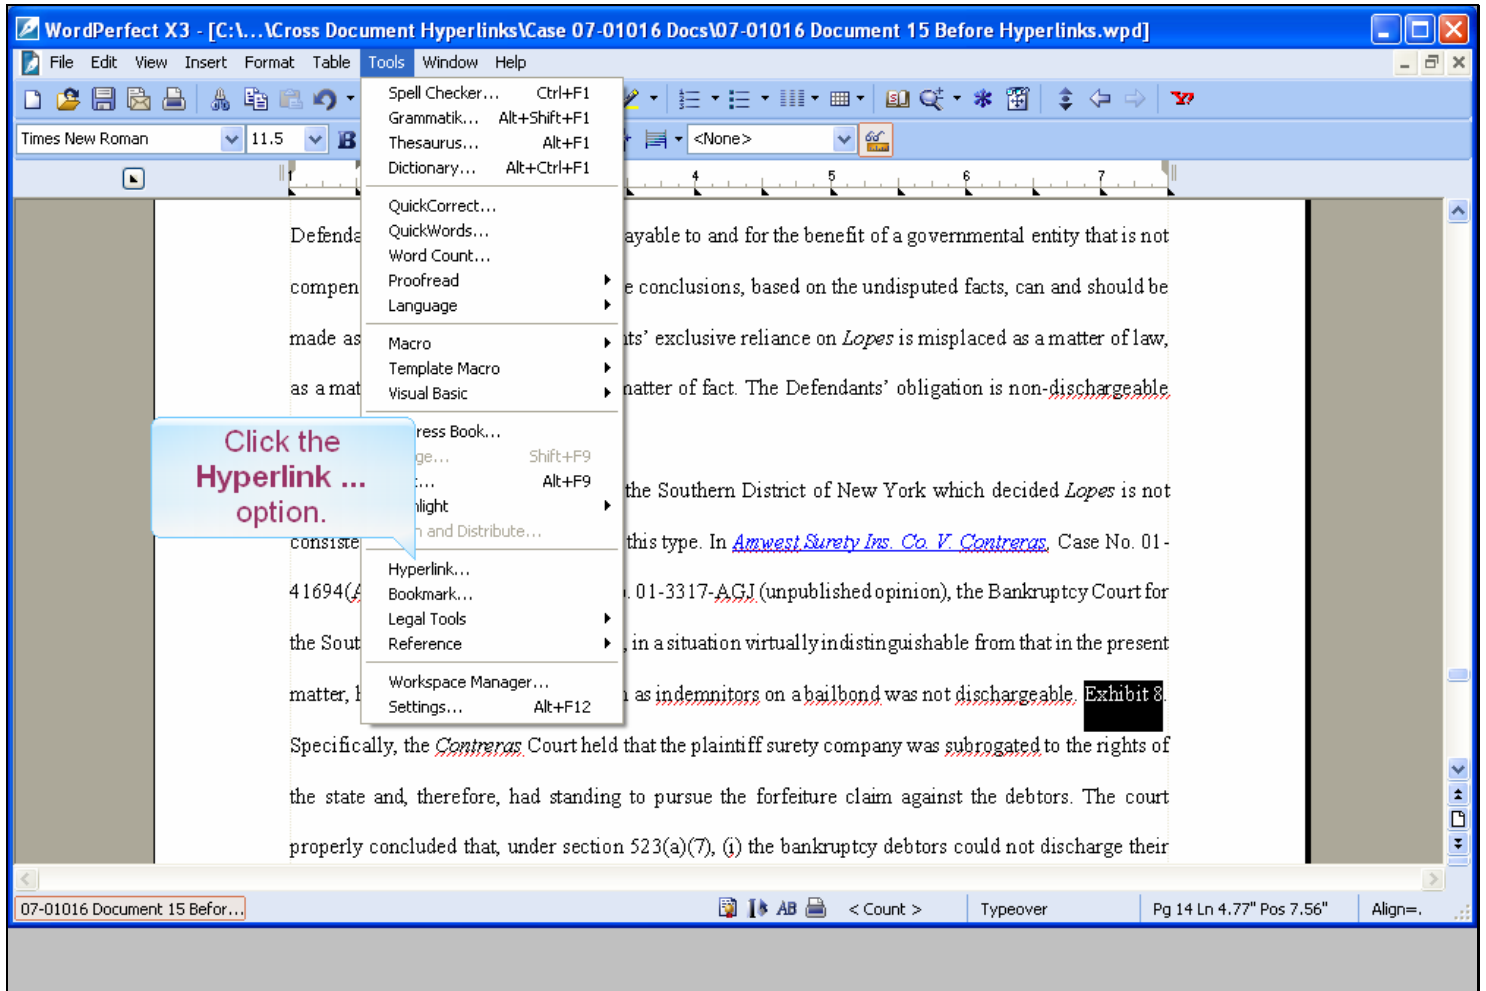 WordPerfect X3 - [C:\...\Cross Document Hyperlinks\Case 07-01016 Docs\07-01016 Document 15 Before Hyperlinks.wpd]
File Edit View Insert Format Table Tools Window Help
Times New Roman 11.5 B <None>
Spell Checker... Ctrl+F1
Grammatik... Alt+Shift+F1
Thesaurus... Alt+F1
Dictionary... Alt+Ctrl+F1
QuickCorrect...
QuickWords...
Word Count...
Proofread
Language
Macro
Template Macro
Visual Basic
ress Book...
ge... Shift+F9
t... Alt+F9
light
and Distribute...
Hyperlink...
Bookmark...
Legal Tools
Reference
Workspace Manager...
Settings... Alt+F12
Click the
Hyperlink ...
option.
1 4 5 6 7
Defenda ayable to and for the benefit of a governmental entity that is not
compen e conclusions, based on the undisputed facts, can and should be
made as nts' exclusive reliance on Lopes is misplaced as a matter of law,
as a mat natter of fact. The Defendants' obligation is non-dischargeable
the Southern District of New York which decided Lopes is not
consiste this type. In Amwest Surety Ins. Co. V. Contreras, Case No. 01-
41694(A . 01-3317-AGJ (unpublished opinion), the Bankruptcy Court for
the Sout , in a situation virtually indistinguishable from that in the present
matter, h as indemnitors on a bailbond was not dischargeable. Exhibit 8.
Specifically, the Contreras Court held that the plaintiff surety company was subrogated to the rights of
the state and, therefore, had standing to pursue the forfeiture claim against the debtors. The court
properly concluded that, under section 523(a)(7), (i) the bankruptcy debtors could not discharge their
07-01016 Document 15 Befor... AB < Count > Typeover Pg 14 Ln 4.77" Pos 7.56" Align=.